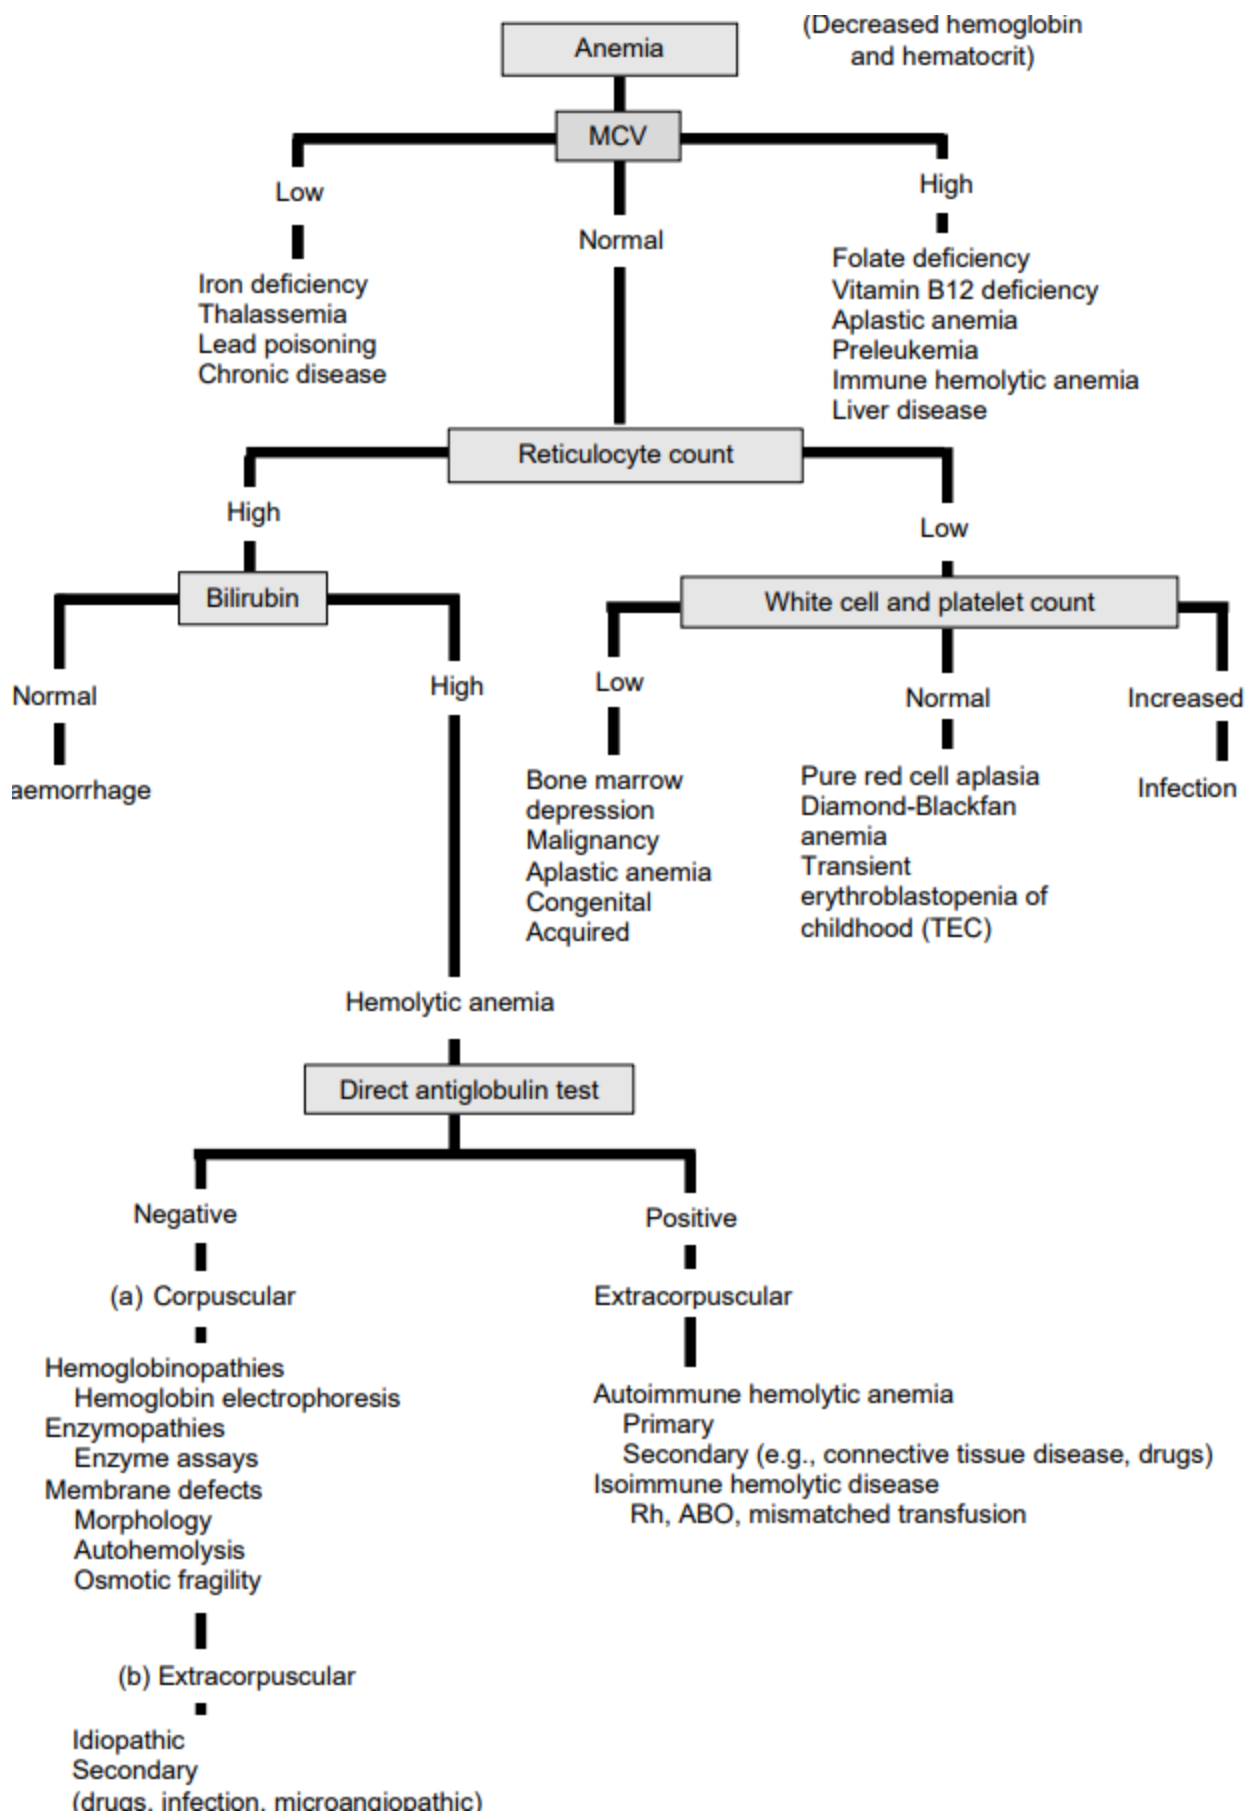 (Decreased hemoglobin
and hematocrit)
Anemia
MCV
Low
Normal
High
Iron deficiency
Thalassemia
Lead poisoning
Chronic disease
Folate deficiency
Vitamin B12 deficiency
Aplastic anemia
Preleukemia
Immune hemolytic anemia
Liver disease
Reticulocyte count
High
Low
Bilirubin
White cell and platelet count
Normal
High
Low
Normal
Increased
aemorrhage
Bone marrow
depression
Malignancy
Aplastic anemia
Congenital
Acquired
Pure red cell aplasia
Diamond-Blackfan
anemia
Transient
erythroblastopenia of
childhood (TEC)
Infection
Hemolytic anemia
Direct antiglobulin test
Negative
Positive
(a) Corpuscular
Extracorpuscular
Hemoglobinopathies
Hemoglobin electrophoresis
Enzymopathies
Enzyme assays
Membrane defects
Morphology
Autohemolysis
Osmotic fragility
Autoimmune hemolytic anemia
Primary
Secondary (e.g., connective tissue disease, drugs)
Isoimmune hemolytic disease
Rh, ABO, mismatched transfusion
(b) Extracorpuscular
Idiopathic
Secondary
(drugs, infection, microangiopathic)